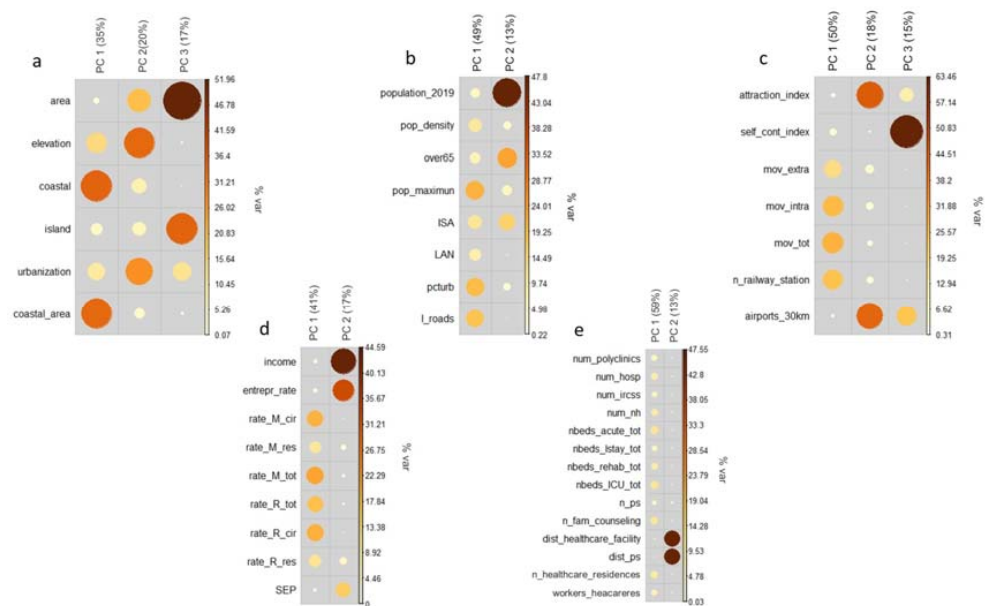 a
PC 1 (35%)
PC 2(20%)
PC 3 (17%)
area
elevation
coastal
island
urbanization
coastal_area
51.96
46.78
41.59
36.4
31.21
26.02
20.83
15.64
10.45
5.26
0.07
% var
b
PC 1 (49%)
PC 2 (13%)
population_2019
pop_density
over65
pop_maximun
ISA
LAN
pcturb
l_roads
47.8
43.04
38.28
33.52
28.77
24.01
19.25
14.49
9.74
4.98
0.22
% var
c
PC 1 (50%)
PC 2 (18%)
PC 3 (15%)
attraction_index
self_cont_index
mov_extra
mov_intra
mov_tot
n_railway_station
airports_30km
63.46
57.14
50.83
44.51
38.2
31.88
25.57
19.25
12.94
6.62
0.31
% var
d
PC 1 (41%)
PC 2 (17%)
income
entrepr_rate
rate_M_cir
rate_M_res
rate_M_tot
rate_R_tot
rate_R_cir
rate_R_res
SEP
44.59
40.13
35.67
31.21
26.75
22.29
17.84
13.38
8.92
4.46
0
% var
e
PC 1 (59%)
PC 2 (13%)
num_polyclinics
num_hosp
num_ircss
num_nh
nbeds_acute_tot
nbeds_lstay_tot
nbeds_rehab_tot
nbeds_ICU_tot
n_ps
n_fam_counseling
dist_healthcare_facility
dist_ps
n_healthcare_residences
workers_heacareres
47.55
42.8
38.05
33.3
28.54
23.79
19.04
14.28
9.53
4.78
0.03
% var